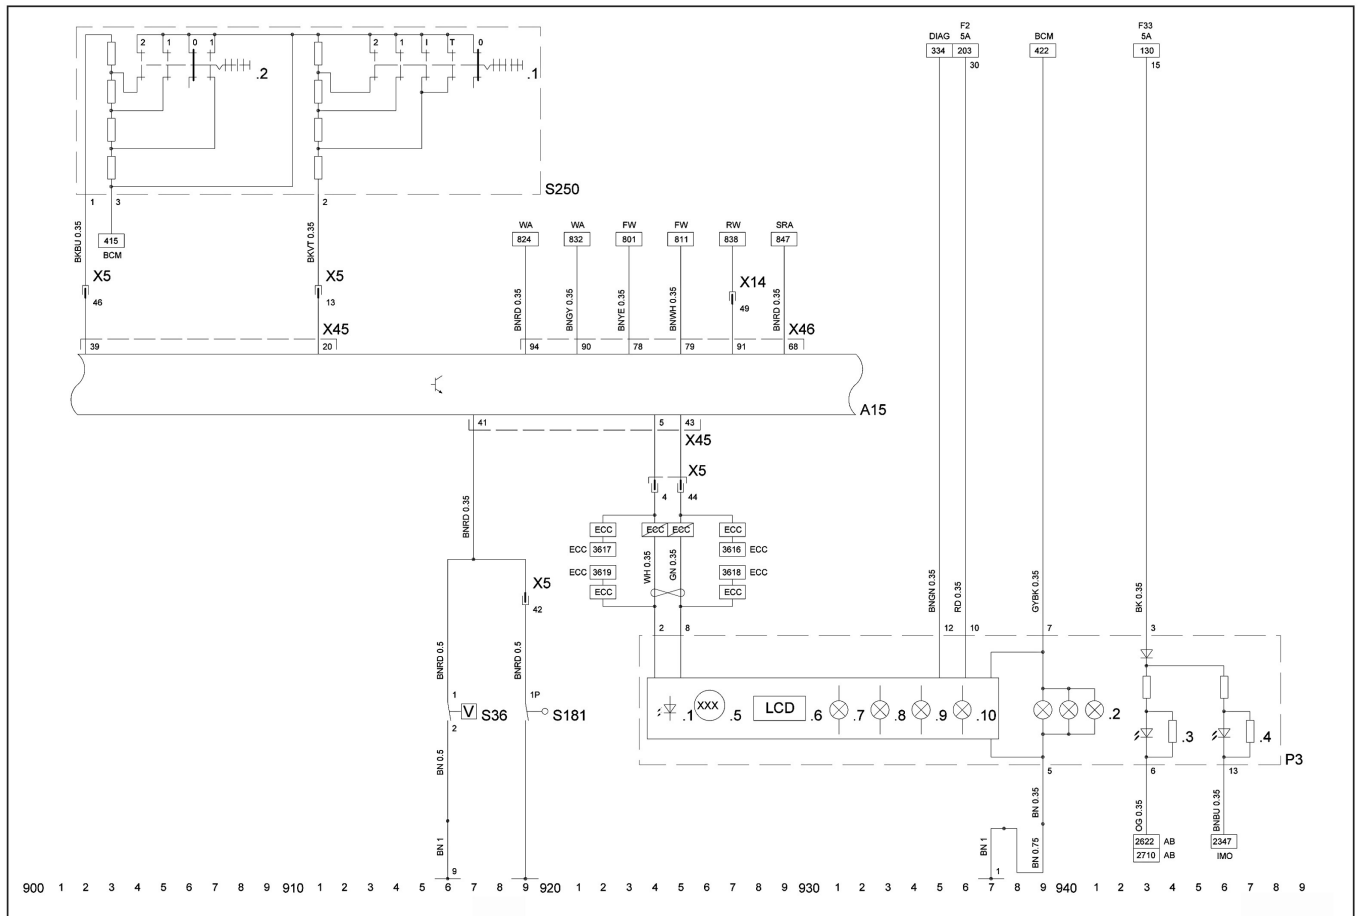 F2 F33
DIAG 5A BCM 5A
334 203 422 130
30 15
2 1 0 1 2 1 I T 0
.2 .1
S250
1 3 2
BKBU 0.35
415
BCM
BKVT 0.35
WA WA FW FW RW SRA
824 832 801 811 838 847
X5 X5 X14
46 13 49
BNRD 0.35 BNGY 0.35 BNYE 0.35 BNWH 0.35 BNRD 0.35
X45 X46
39 20 94 90 78 79 91 68
A15
41 5 43
X45
X5
4 44
BNRD 0.35
ECC ECC ECC ECC
ECC 3617 3616 ECC
ECC 3619 3618 ECC
ECC ECC
WH 0.35 GN 0.35
BNGN 0.35 RD 0.35 GYBK 0.35 BK 0.35
X5
42
2 8 12 10 7 3
BNRD 0.5 BNRD 0.5
1 1P
V S36 S181
2
.1 XXX .5 LCD .6 .7 .8 .9 .10 .2 .3 .4
P3
5 6 13
BN 0.5
BN 0.35 OG 0.35 BNBU 0.35
BN 1 BN 1 BN 0.75
2622 AB 2347
2710 AB IMO
9 1
900 1 2 3 4 5 6 7 8 9 910 1 2 3 4 5 6 7 8 9 920 1 2 3 4 5 6 7 8 9 930 1 2 3 4 5 6 7 8 9 940 1 2 3 4 5 6 7 8 9